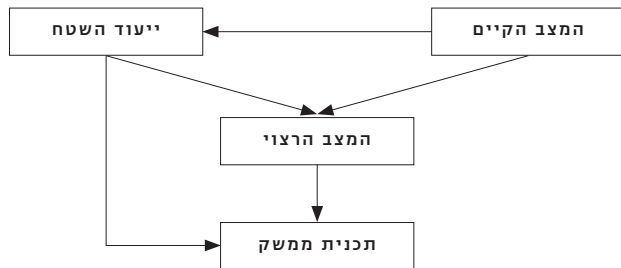 המצב הקיים
ייעוד השטח
המצב הרצוי
תכנית ממשק